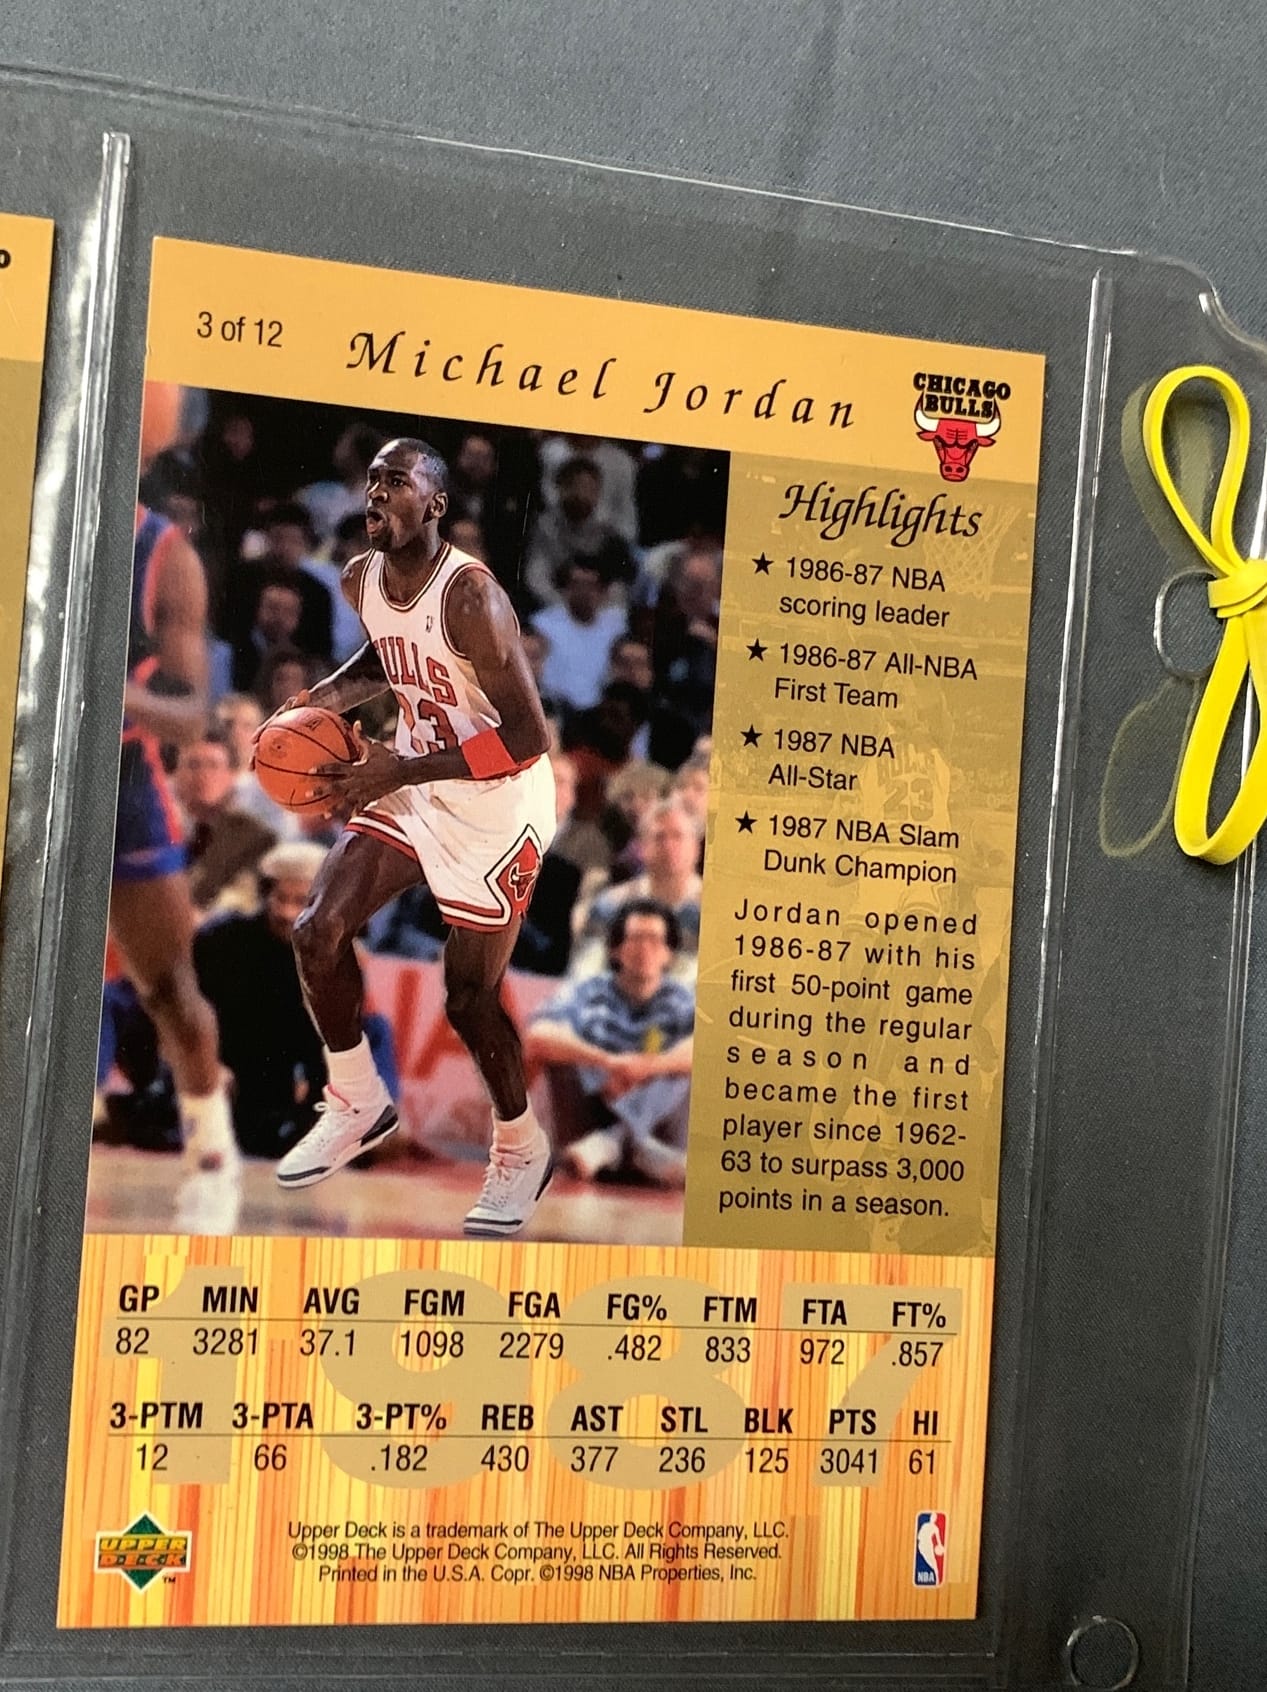 3 of 12
Michael Jordan
CHICAGO
BULLS
Highlights
★ 1986-87 NBA
scoring leader
★ 1986-87 All-NBA
First Team
★ 1987 NBA
All-Star
★ 1987 NBA Slam
Dunk Champion
Jordan opened
1986-87 with his
first 50-point game
during the regular
season and
became the first
player since 1962-
63 to surpass 3,000
points in a season.
BULLS
23
1987
GP MIN AVG FGM FGA FG% FTM FTA FT%
82 3281 37.1 1098 2279 .482 833 972 .857
3-PTM 3-PTA 3-PT% REB AST STL BLK PTS HI
12 66 .182 430 377 236 125 3041 61
UPPER
DECK
TM
Upper Deck is a trademark of The Upper Deck Company, LLC.
©1998 The Upper Deck Company, LLC. All Rights Reserved.
Printed in the U.S.A. Copr. ©1998 NBA Properties, Inc.
NBA